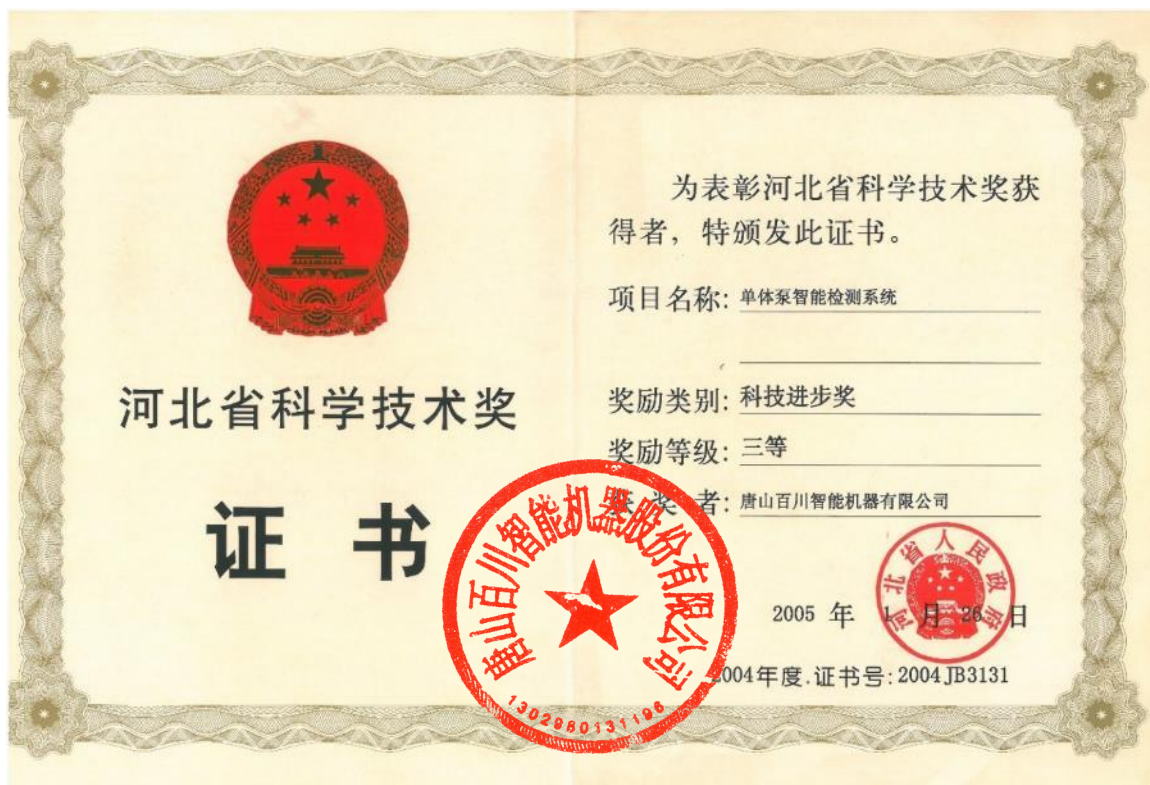 河北省科学技术奖
证 书
为表彰河北省科学技术奖获
得者，特颁发此证书。
项目名称: 单体泵智能检测系统
奖励类别: 科技进步奖
奖励等级: 三等
获 奖 者: 唐山百川智能机器有限公司
河北省人民政府
2005 年 1 月 26 日
2004年度.证书号:2004JB3131
唐山百川智能机器股份有限公司
1302960131196